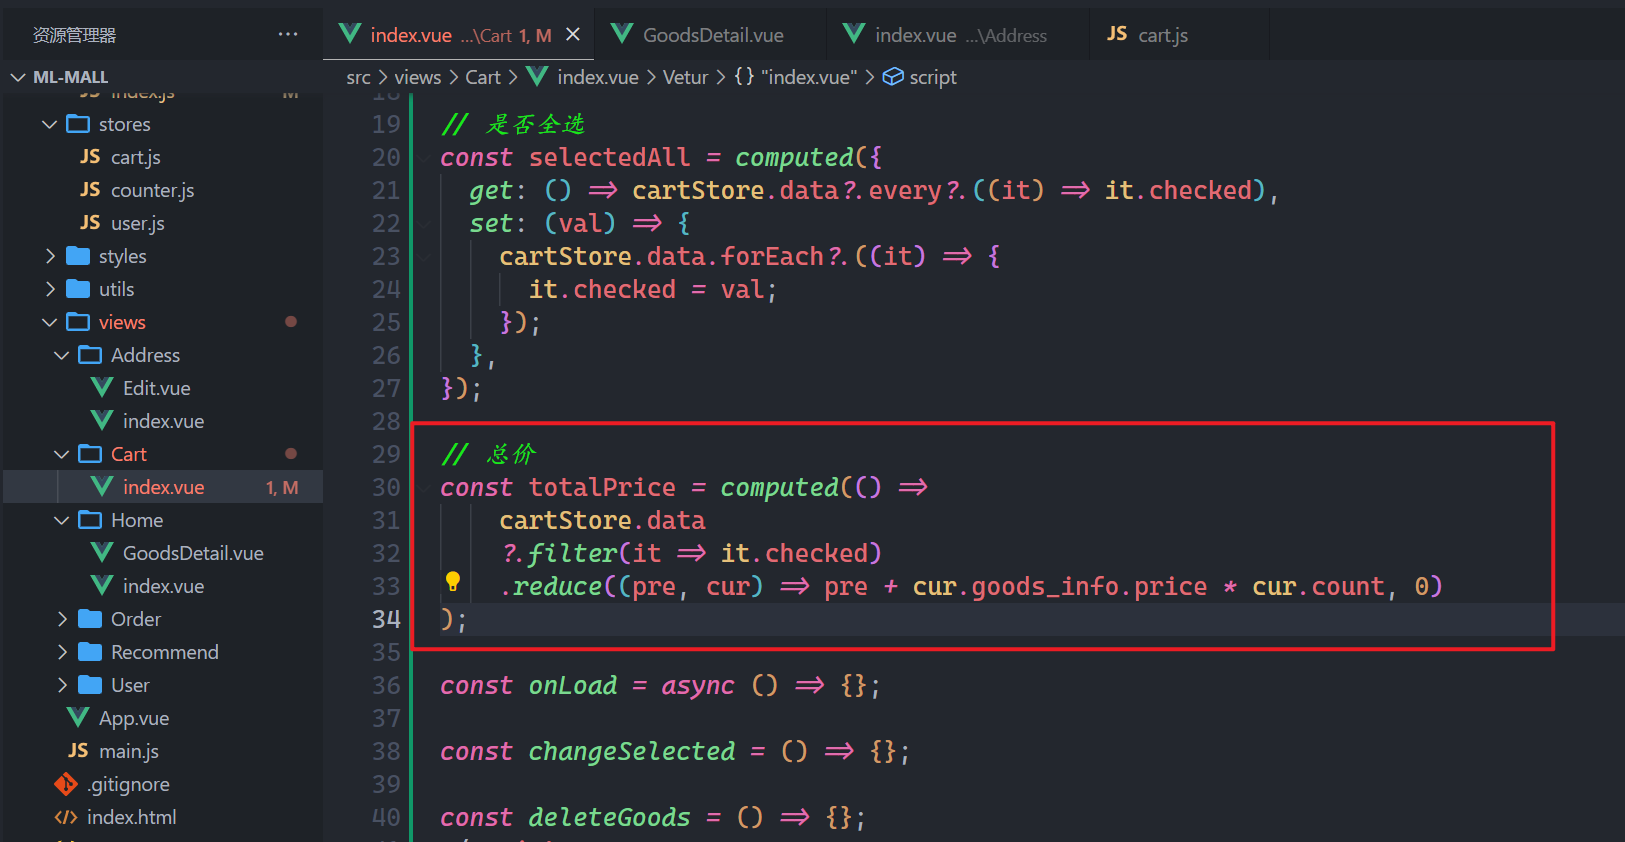 资源管理器 ···
index.vue ...\Cart 1, M
GoodsDetail.vue
index.vue ...\Address
JS cart.js
ML-MALL
src > views > Cart > index.vue > Vetur > {} "index.vue" > script
JS index.js M
stores
JS cart.js
JS counter.js
JS user.js
styles
utils
views
Address
Edit.vue
index.vue
Cart
index.vue 1, M
Home
GoodsDetail.vue
index.vue
Order
Recommend
User
App.vue
JS main.js
.gitignore
index.html
18
19 // 是否全选
20 const selectedAll = computed({
21 get: () => cartStore.data?.every?.((it) => it.checked),
22 set: (val) => {
23 cartStore.data.forEach?.((it) => {
24 it.checked = val;
25 });
26 },
27 });
28
29 // 总价
30 const totalPrice = computed(() =>
31 cartStore.data
32 ?.filter(it => it.checked)
33 .reduce((pre, cur) => pre + cur.goods_info.price * cur.count, 0)
34 );
35
36 const onLoad = async () => {};
37
38 const changeSelected = () => {};
39
40 const deleteGoods = () => {};